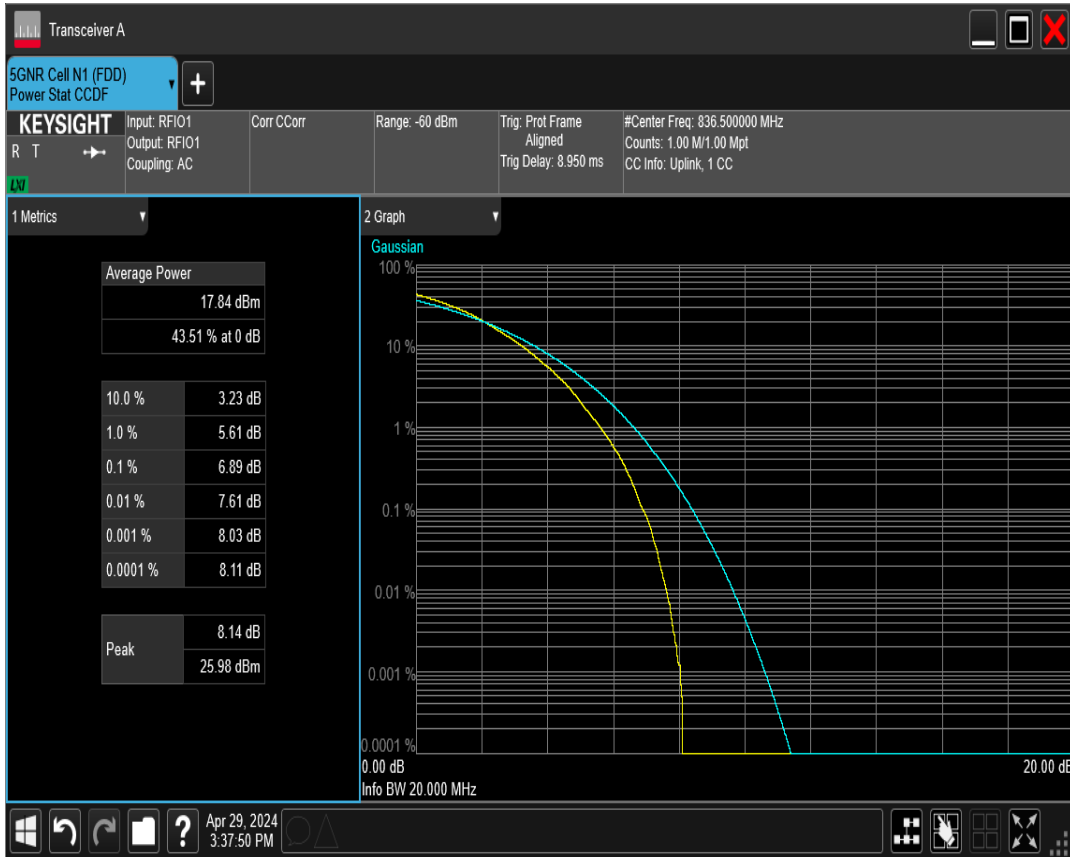 Transceiver A
5GNR Cell N1 (FDD)
Power Stat CCDF
+
KEYSIGHT
R T
LXI
Input: RFIO1
Output: RFIO1
Coupling: AC
Corr CCorr
Range: -60 dBm
Trig: Prot Frame
Aligned
Trig Delay: 8.950 ms
#Center Freq: 836.500000 MHz
Counts: 1.00 M/1.00 Mpt
CC Info: Uplink, 1 CC
1 Metrics
Average Power
17.84 dBm
43.51 % at 0 dB
10.0 % 3.23 dB
1.0 % 5.61 dB
0.1 % 6.89 dB
0.01 % 7.61 dB
0.001 % 8.03 dB
0.0001 % 8.11 dB
Peak
8.14 dB
25.98 dBm
2 Graph
Gaussian
100 %
10 %
1 %
0.1 %
0.01 %
0.001 %
0.0001 %
0.00 dB 20.00 dB
Info BW 20.000 MHz
?
Apr 29, 2024
3:37:50 PM